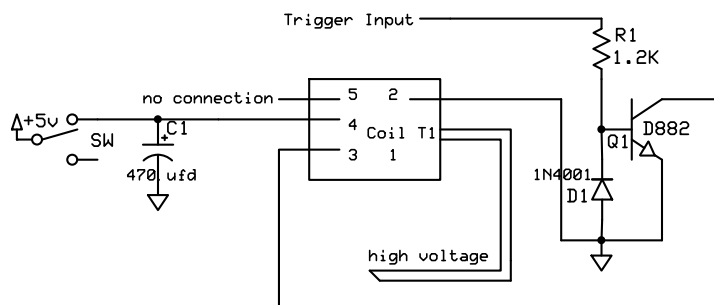 Trigger Input
R1
1.2K
no connection
5 2
+5v
4
C1
SW
+
Coil T1
D882
Q1
3 1
470 ufd
1N4001
D1
high voltage